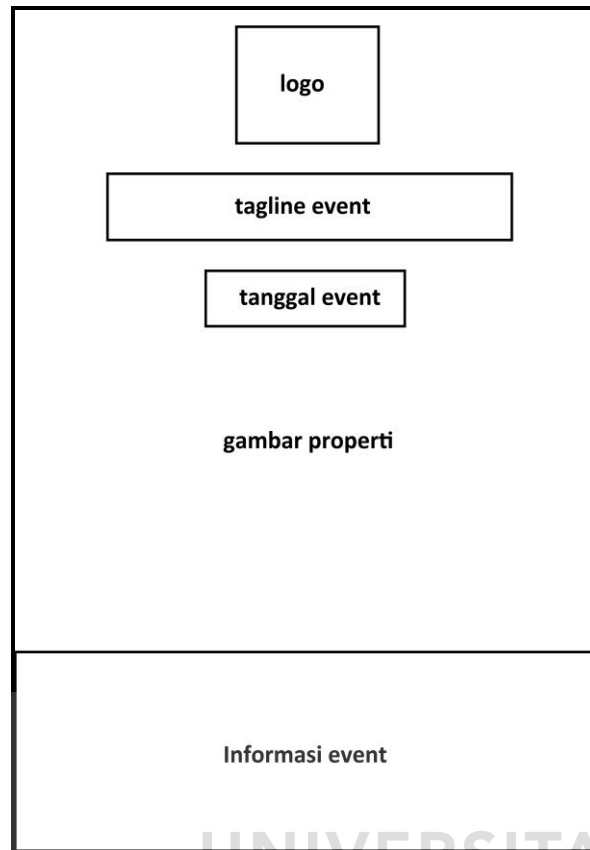 logo
tagline event
tanggal event
gambar properti
Informasi event